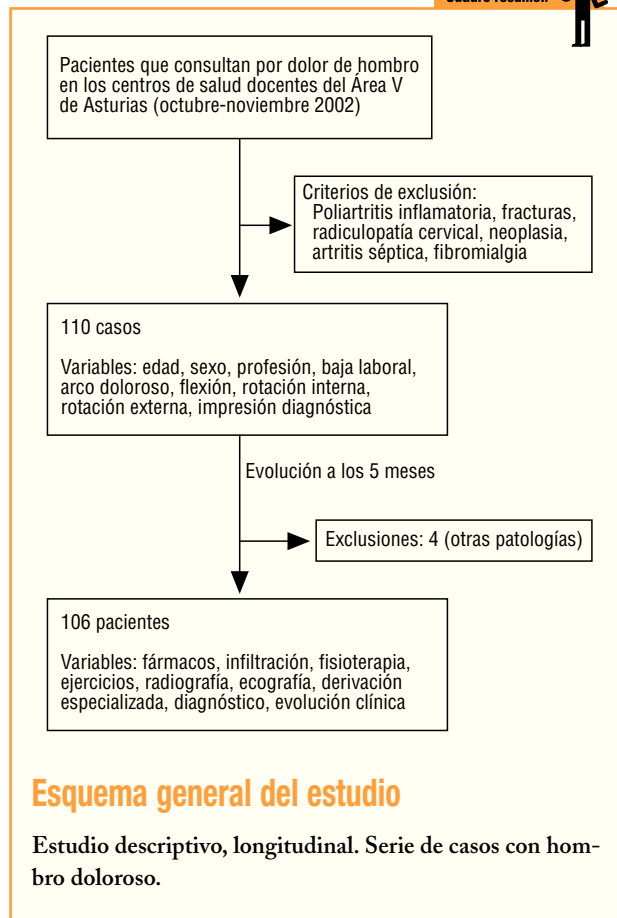 Pacientes que consultan por dolor de hombro
en los centros de salud docentes del Área V
de Asturias (octubre-noviembre 2002)
Criterios de exclusión:
Poliartritis inflamatoria, fracturas,
radiculopatía cervical, neoplasia,
artritis séptica, fibromialgia
110 casos
Variables: edad, sexo, profesión, baja laboral,
arco doloroso, flexión, rotación interna,
rotación externa, impresión diagnóstica
Evolución a los 5 meses
Exclusiones: 4 (otras patologías)
106 pacientes
Variables: fármacos, infiltración, fisioterapia,
ejercicios, radiografía, ecografía, derivación
especializada, diagnóstico, evolución clínica
Esquema general del estudio
Estudio descriptivo, longitudinal. Serie de casos con hom-
bro doloroso.